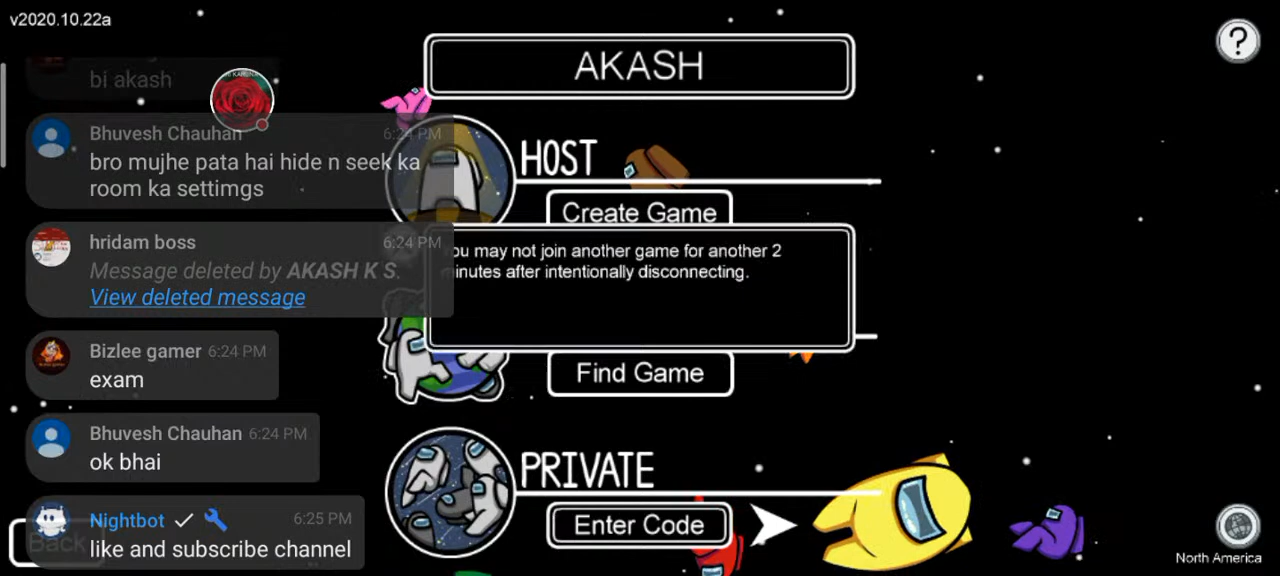 v2020.10.22a
AKASH
?
bi akash
Bhuvesh Chauhan 6:24 PM
bro mujhe pata hai hide n seek ka
room ka settimgs
HOST
Create Game
hridam boss 6:24 PM
Message deleted by AKASH K S.
View deleted message
ou may not join another game for another 2
inutes after intentionally disconnecting.
Bizlee gamer 6:24 PM
exam
Find Game
Bhuvesh Chauhan 6:24 PM
ok bhai
PRIVATE
Enter Code
Nightbot 6:25 PM
like and subscribe channel
Back
North America